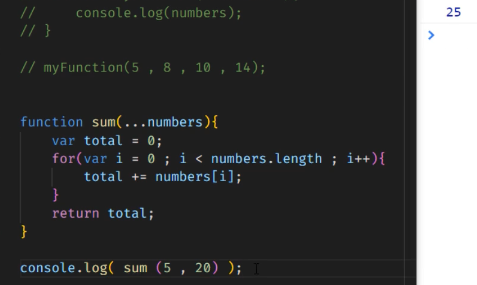 //     console.log(numbers);
// }
// myFunction(5 , 8 , 10 , 14);
function sum(...numbers){
    var total = 0;
    for(var i = 0 ; i < numbers.length ; i++){
        total += numbers[i];
    }
    return total;
}
console.log( sum (5 , 20) );
25
>